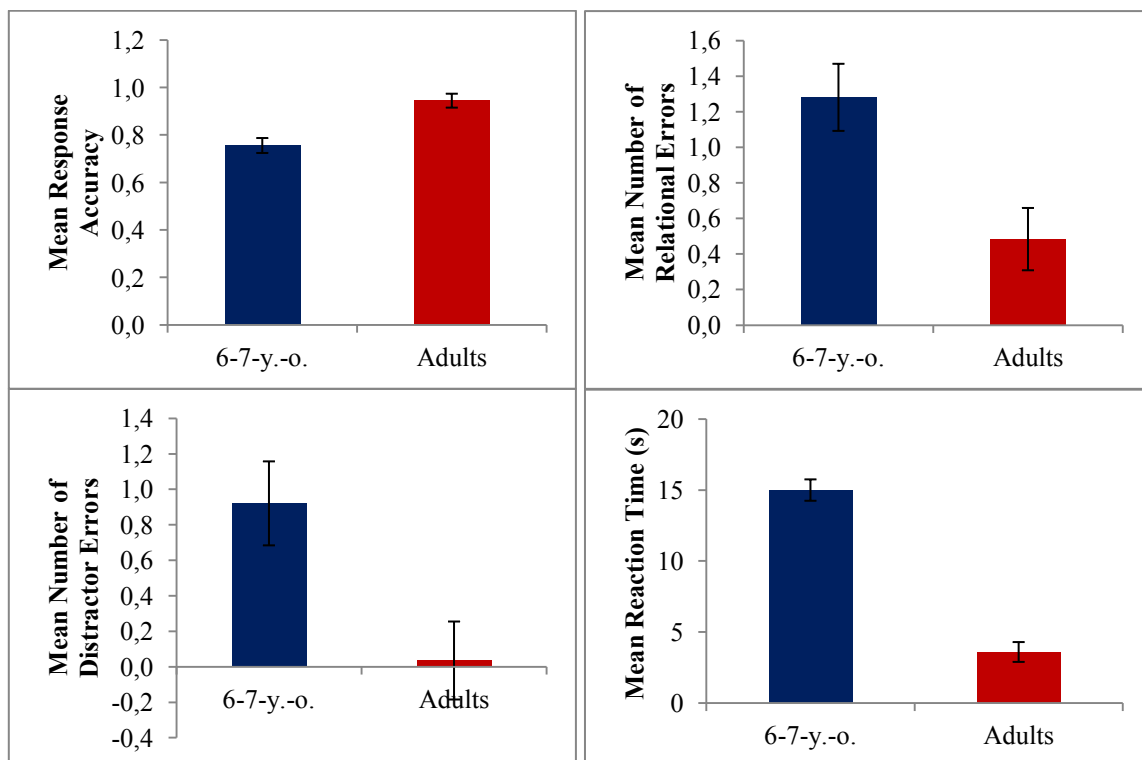 Mean Response
Accuracy
1,2
1,0
0,8
0,6
0,4
0,2
0,0
6-7-y.-o.
Adults
Mean Number of
Relational Errors
1,6
1,4
1,2
1,0
0,8
0,6
0,4
0,2
0,0
6-7-y.-o.
Adults
Mean Number of
Distractor Errors
1,4
1,2
1,0
0,8
0,6
0,4
0,2
0,0
-0,2
-0,4
6-7-y.-o.
Adults
Mean Reaction Time (s)
20
15
10
5
0
6-7-y.-o.
Adults